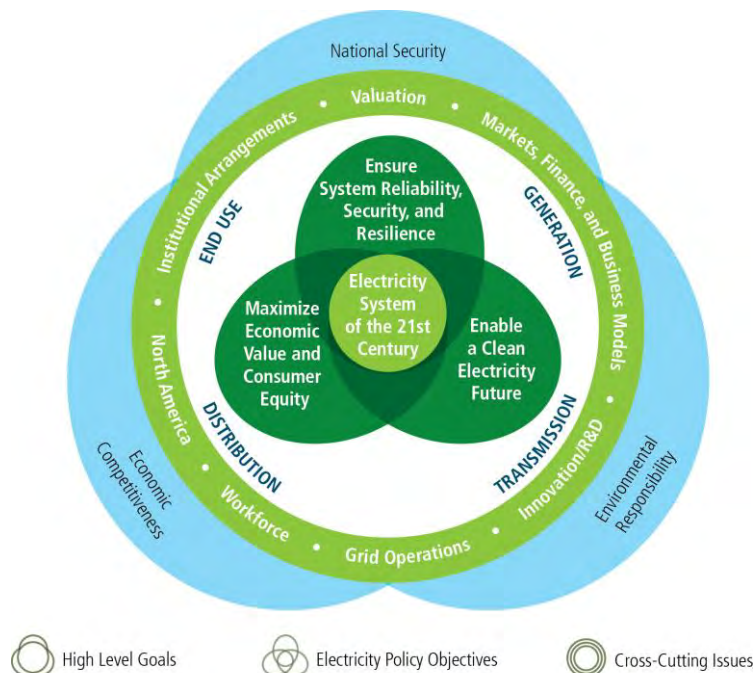 National Security
Valuation
Institutional Arrangements
Markets, Finance, and Business Models
Ensure
System Reliability,
Security, and
Resilience
END USE
GENERATION
Electricity
System
of the 21st
Century
Maximize
Economic
Value and
Consumer
Equity
Enable
a Clean
Electricity
Future
North America
DISTRIBUTION
TRANSMISSION
Innovation/R&D
Economic
Competitiveness
Environmental
Responsibility
Workforce
Grid Operations
High Level Goals
Electricity Policy Objectives
Cross-Cutting Issues